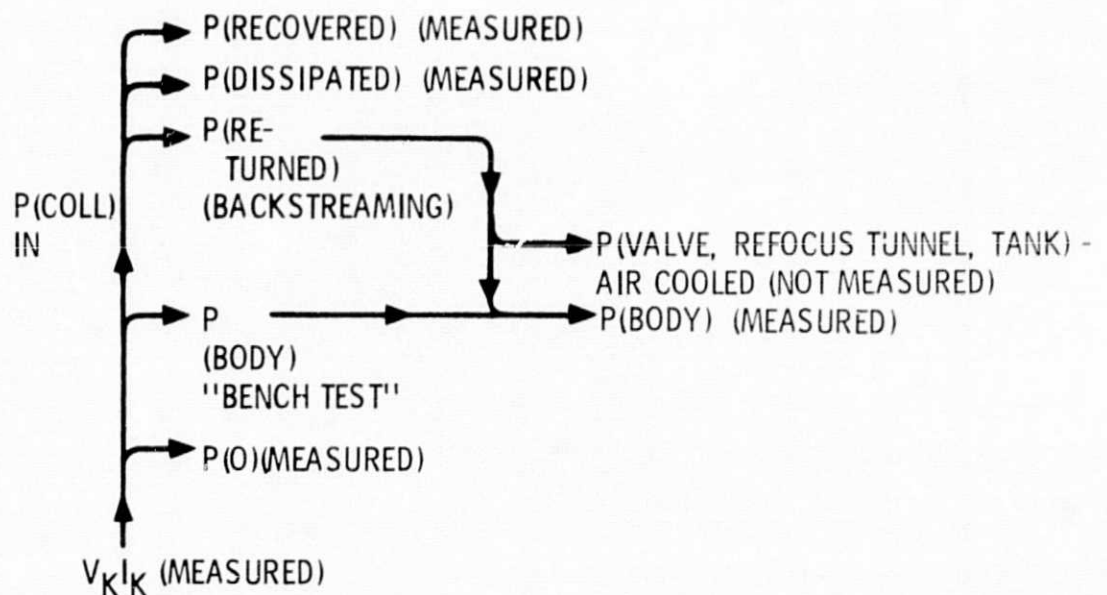 P(RECOVERED) (MEASURED)
P(DISSIPATED) (MEASURED)
P(RE-
TURNED)
(BACKSTREAMING)
P(COLL)
IN
P(VALVE, REFOCUS TUNNEL, TANK) -
AIR COOLED (NOT MEASURED)
P(BODY) (MEASURED)
P
(BODY)
"BENCH TEST"
P(O)(MEASURED)
VKIK (MEASURED)